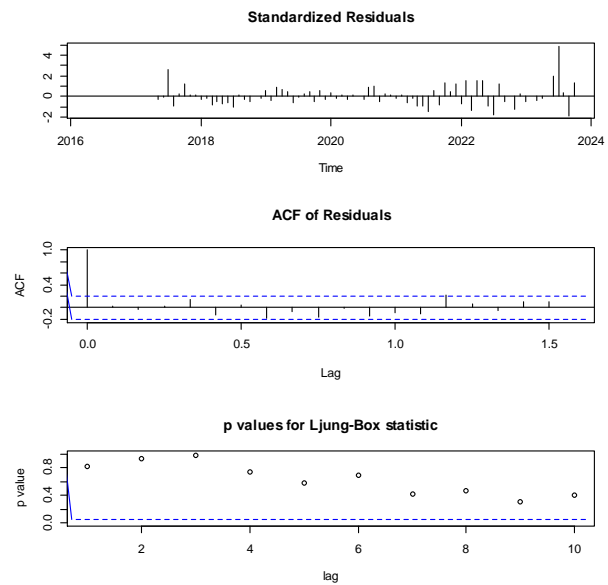 Standardized Residuals
4
2
0
-2
2016 2018 2020 2022 2024
Time
ACF of Residuals
ACF
1.0
0.4
-0.2
0.0 0.5 1.0 1.5
Lag
p values for Ljung-Box statistic
p value
0.8
0.4
0.0
2 4 6 8 10
lag